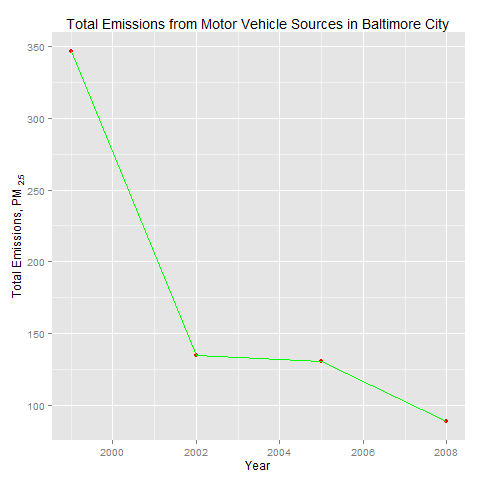 Total Emissions from Motor Vehicle Sources in Baltimore City
350
300
250
200
150
100
Total Emissions, PM 2.5
2000 2002 2004 2006 2008
Year